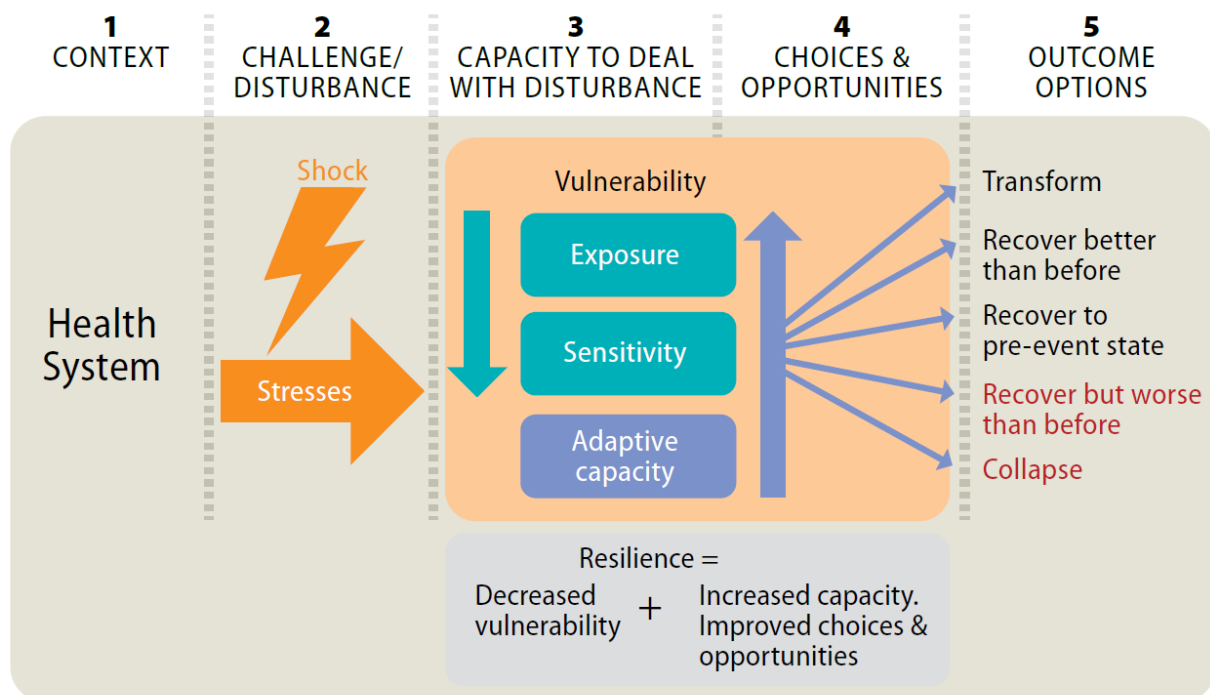 1
CONTEXT
2
CHALLENGE/
DISTURBANCE
3
CAPACITY TO DEAL
WITH DISTURBANCE
4
CHOICES &
OPPORTUNITIES
5
OUTCOME
OPTIONS
Health
System
Shock
Stresses
Vulnerability
Exposure
Sensitivity
Adaptive
capacity
Transform
Recover better
than before
Recover to
pre-event state
Recover but worse
than before
Collapse
Resilience =
Decreased
vulnerability
+
Increased capacity.
Improved choices &
opportunities